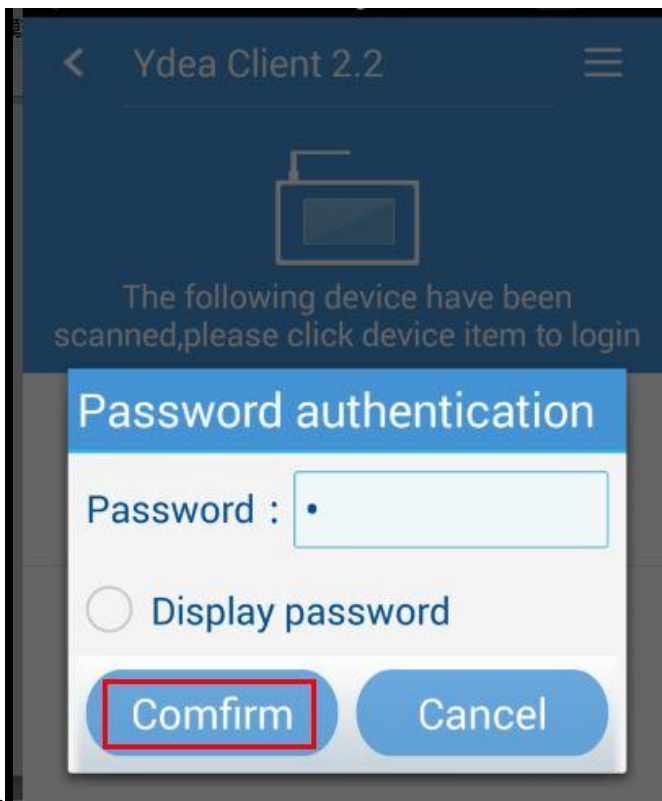 Ydea Client 2.2
The following device have been
scanned,please click device item to login
Password authentication
Password : •
Display password
Comfirm
Cancel